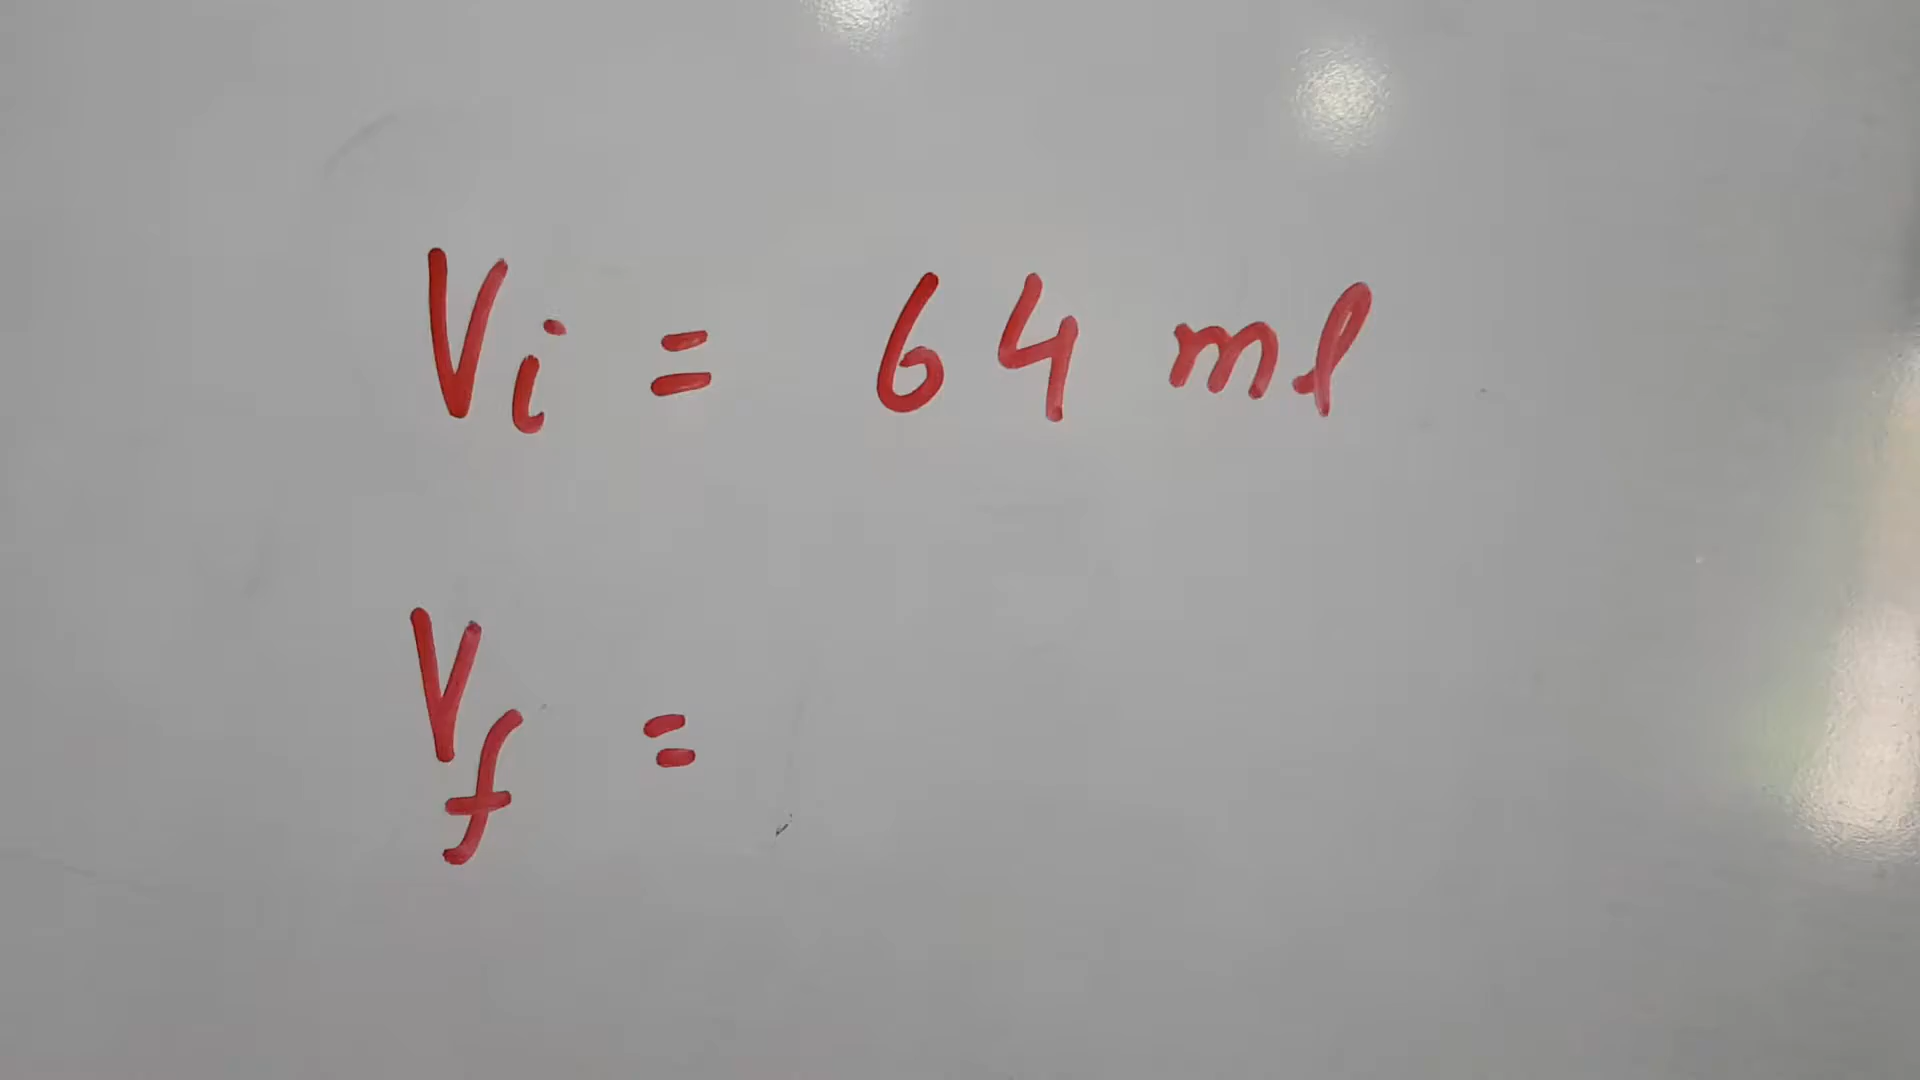 Vi = 64 ml
Vf =